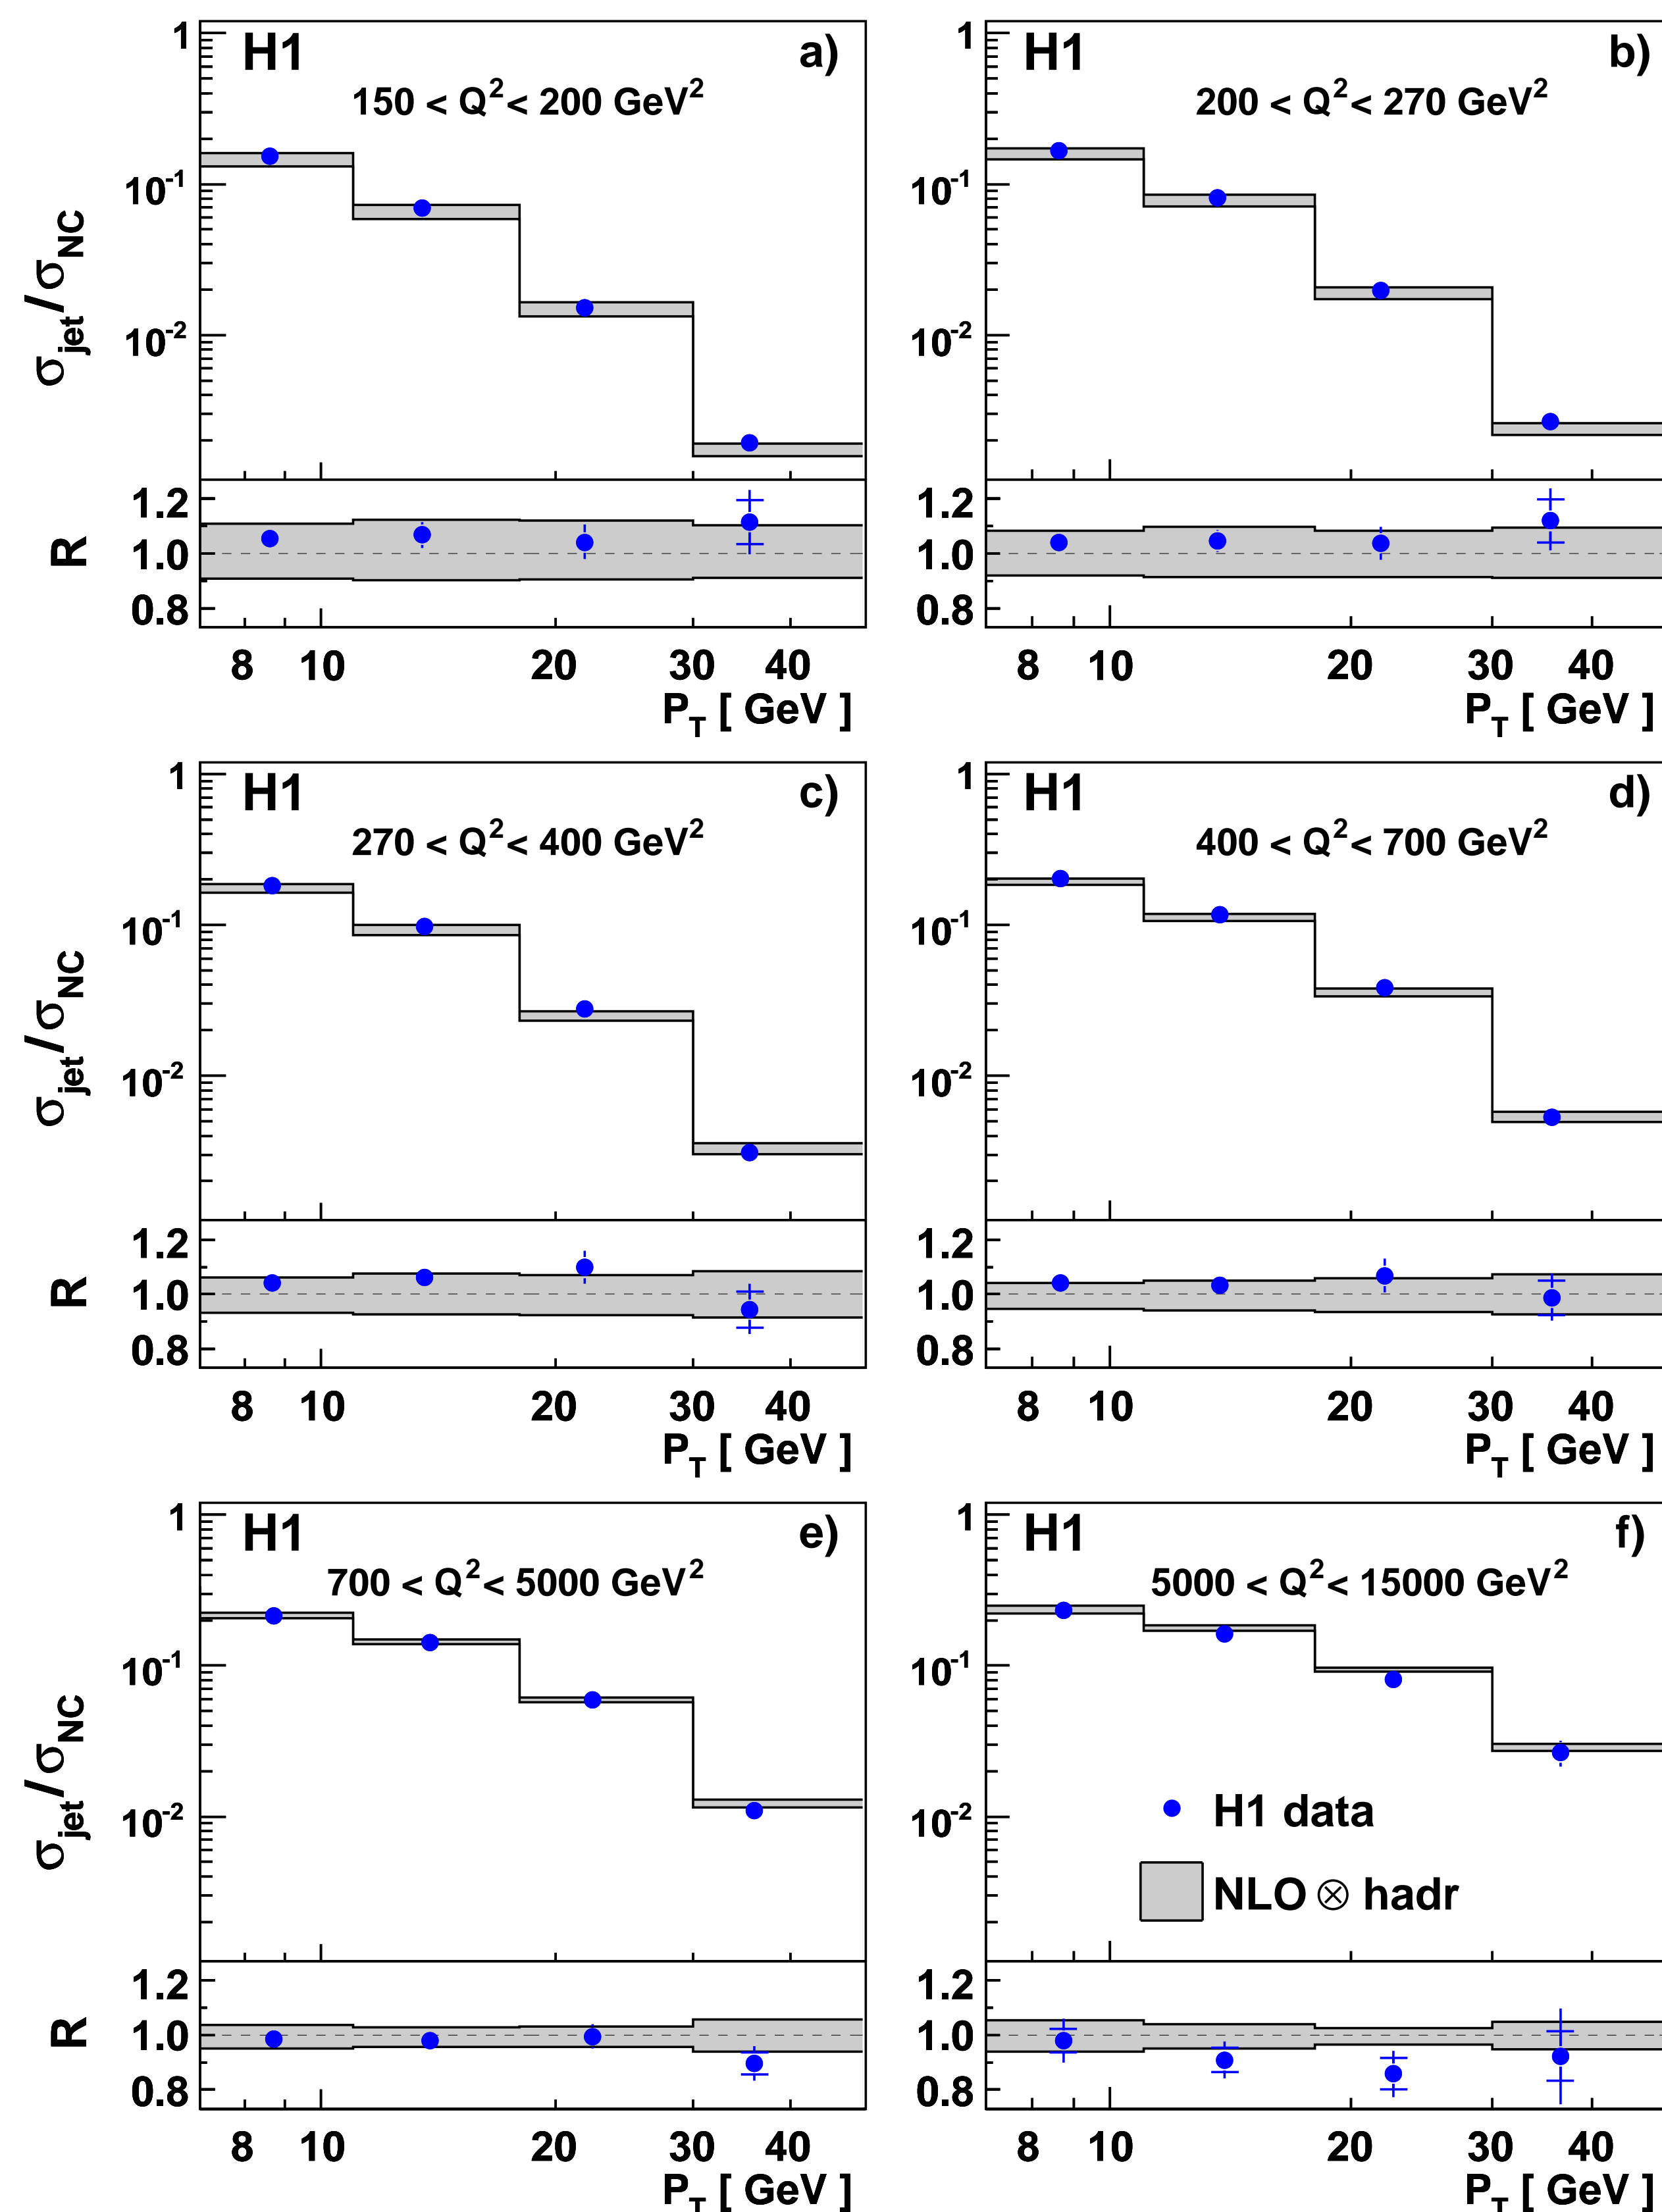 H1 a)
150 < Q² < 200 GeV²
1
10⁻¹
10⁻²
σjet/σNC
1.2
1.0
0.8
R
8 10 20 30 40
PT [ GeV ]
H1 b)
200 < Q² < 270 GeV²
1
10⁻¹
10⁻²
1.2
1.0
0.8
8 10 20 30 40
PT [ GeV ]
H1 c)
270 < Q² < 400 GeV²
1
10⁻¹
10⁻²
σjet/σNC
1.2
1.0
0.8
R
8 10 20 30 40
PT [ GeV ]
H1 d)
400 < Q² < 700 GeV²
1
10⁻¹
10⁻²
1.2
1.0
0.8
8 10 20 30 40
PT [ GeV ]
H1 e)
700 < Q² < 5000 GeV²
1
10⁻¹
10⁻²
σjet/σNC
1.2
1.0
0.8
R
8 10 20 30 40
PT [ GeV ]
H1 f)
5000 < Q² < 15000 GeV²
1
10⁻¹
10⁻²
H1 data
NLO ⊗ hadr
1.2
1.0
0.8
8 10 20 30 40
PT [ GeV ]